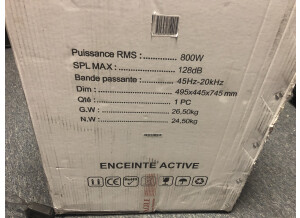 Puissance RMS : 800W
SPL MAX : 128dB
Bande passante : 45Hz-20kHz
Dim : 495x445x745 mm
Qté : 1 PC
G.W : 26,50kg
N.W : 24,50kg
ENCEINTE ACTIVE